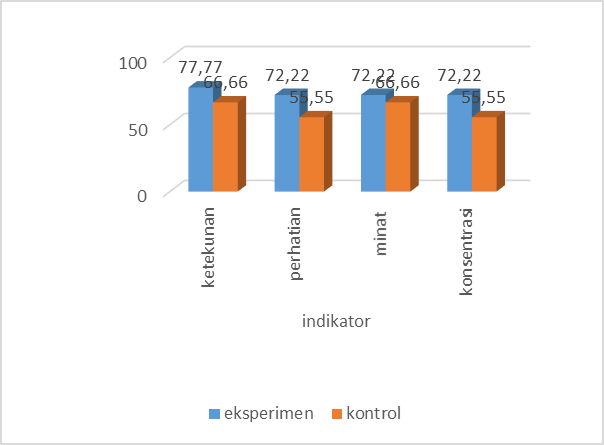 100
50
0
77,77
66,66
72,22
55,55
72,22
66,66
72,22
55,55
ketekunan
perhatian
minat
konsentrasi
indikator
eksperimen
kontrol